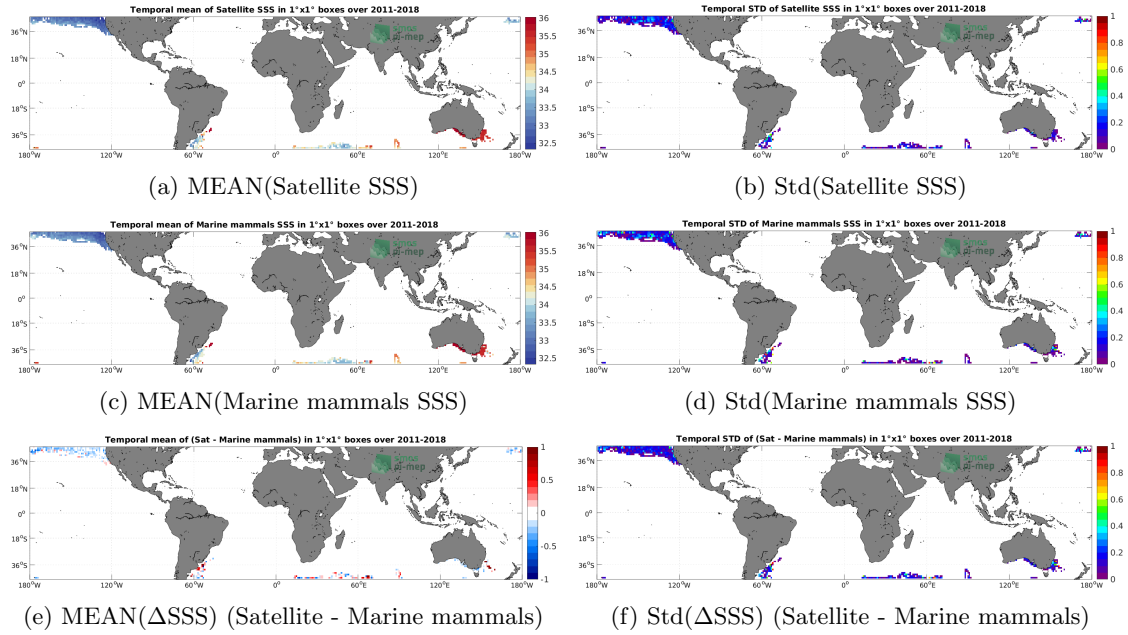 Temporal mean of Satellite SSS in 1°x1° boxes over 2011-2018
36°N
18°N
0°
18°S
36°S
180°W 120°W 60°W 0° 60°E 120°E 180°W
36
35.5
35
34.5
34
33.5
33
32.5
pi-mep
(a) MEAN(Satellite SSS)
Temporal STD of Satellite SSS in 1°x1° boxes over 2011-2018
36°N
18°N
0°
18°S
36°S
180°W 120°W 60°W 0° 60°E 120°E 180°W
1
0.8
0.6
0.4
0.2
0
pi-mep
(b) Std(Satellite SSS)
Temporal mean of Marine mammals SSS in 1°x1° boxes over 2011-2018
36°N
18°N
0°
18°S
36°S
180°W 120°W 60°W 0° 60°E 120°E 180°W
36
35.5
35
34.5
34
33.5
33
32.5
pi-mep
(c) MEAN(Marine mammals SSS)
Temporal STD of Marine mammals SSS in 1°x1° boxes over 2011-2018
36°N
18°N
0°
18°S
36°S
180°W 120°W 60°W 0° 60°E 120°E 180°W
1
0.8
0.6
0.4
0.2
0
pi-mep
(d) Std(Marine mammals SSS)
Temporal mean of (Sat - Marine mammals) in 1°x1° boxes over 2011-2018
36°N
18°N
0°
18°S
36°S
180°W 120°W 60°W 0° 60°E 120°E 180°W
1
0.5
0
-0.5
-1
pi-mep
(e) MEAN(ΔSSS) (Satellite - Marine mammals)
Temporal STD of (Sat - Marine mammals) in 1°x1° boxes over 2011-2018
36°N
18°N
0°
18°S
36°S
180°W 120°W 60°W 0° 60°E 120°E 180°W
1
0.8
0.6
0.4
0.2
0
pi-mep
(f) Std(ΔSSS) (Satellite - Marine mammals)